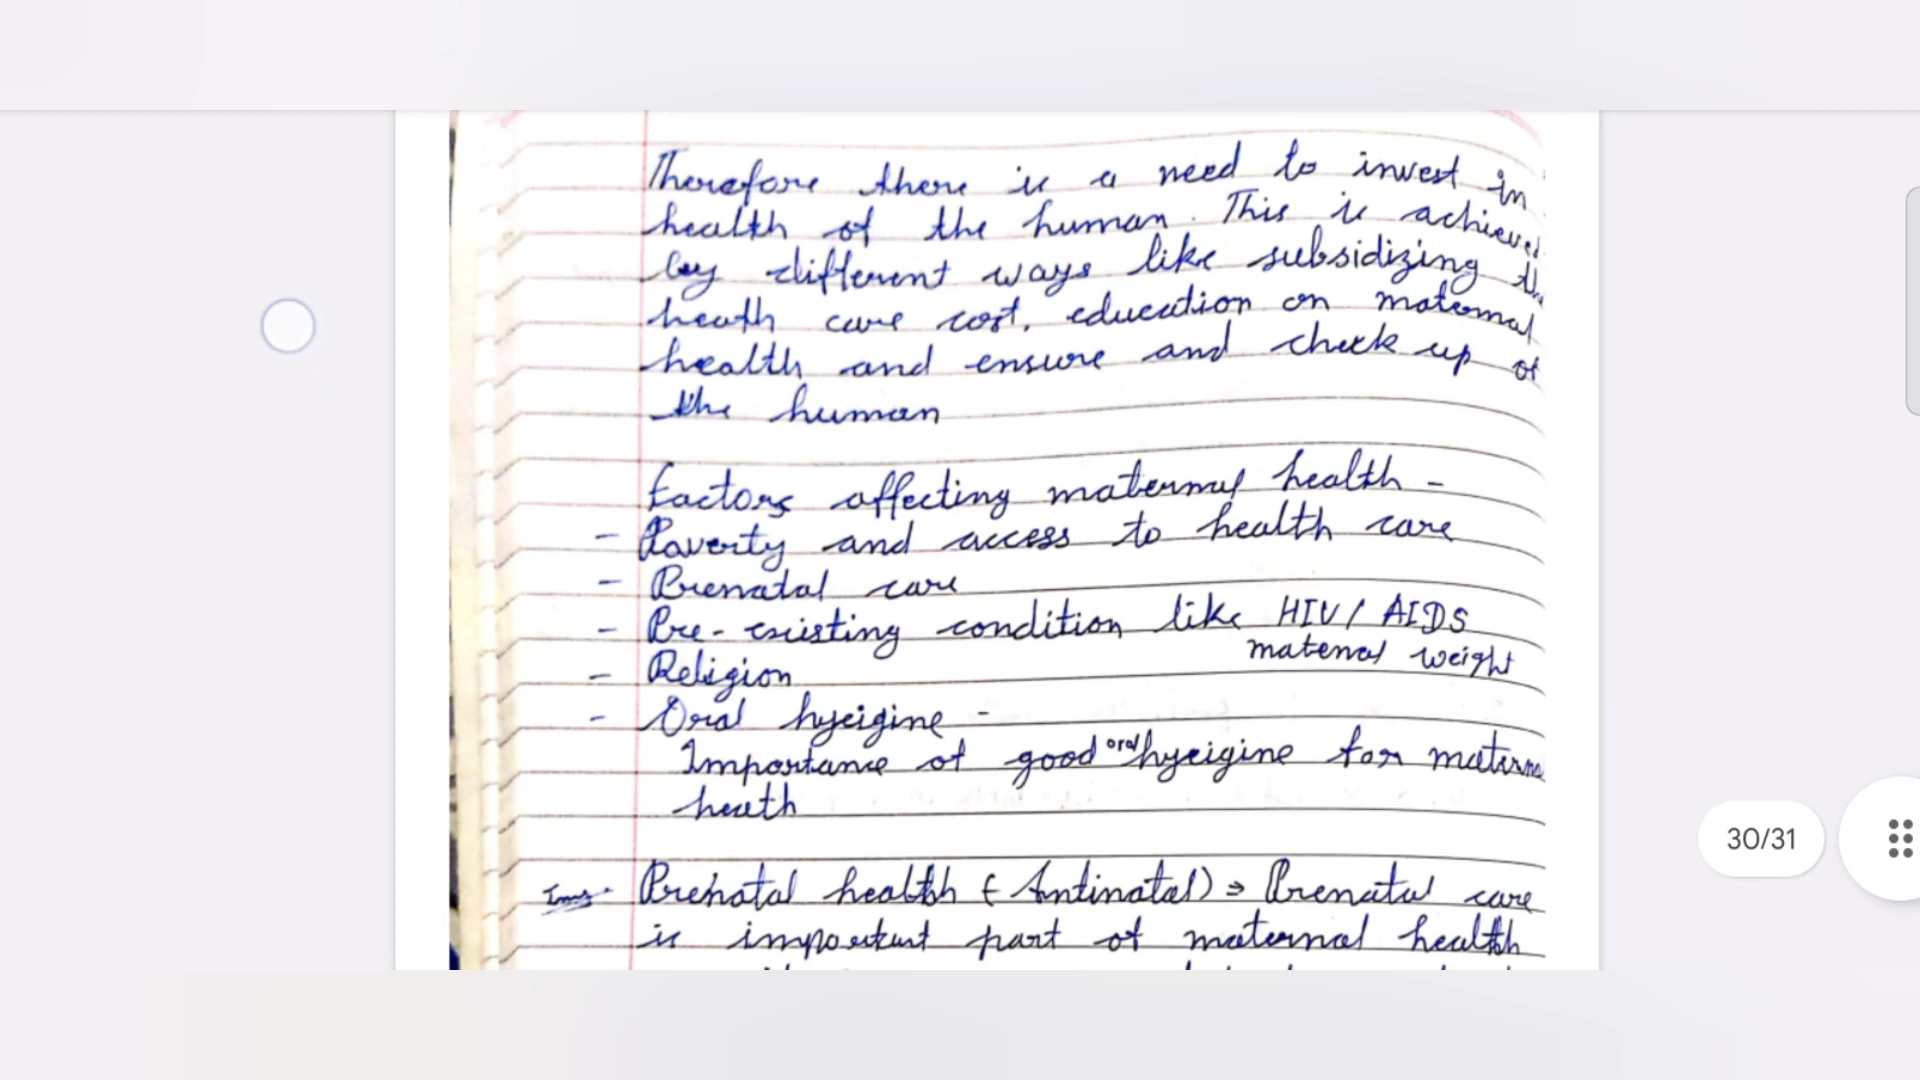 Therefore there is a need to invest in
health of the human. This is achieved
by different ways like subsidizing the
heath care cost, education on maternal
health and ensure and check up of
the human
Factors affecting maternal health -
- Poverty and access to health care
- Prenatal care
- Pre-existing condition like HIV / AIDS
maternal weight
- Religion
- Oral hyeigine -
Importance of good oral hyeigine for materna
heath
Imp. Prenatal health (Antinatal) ⇒ Prenatal care
is important part of maternal health
30/31